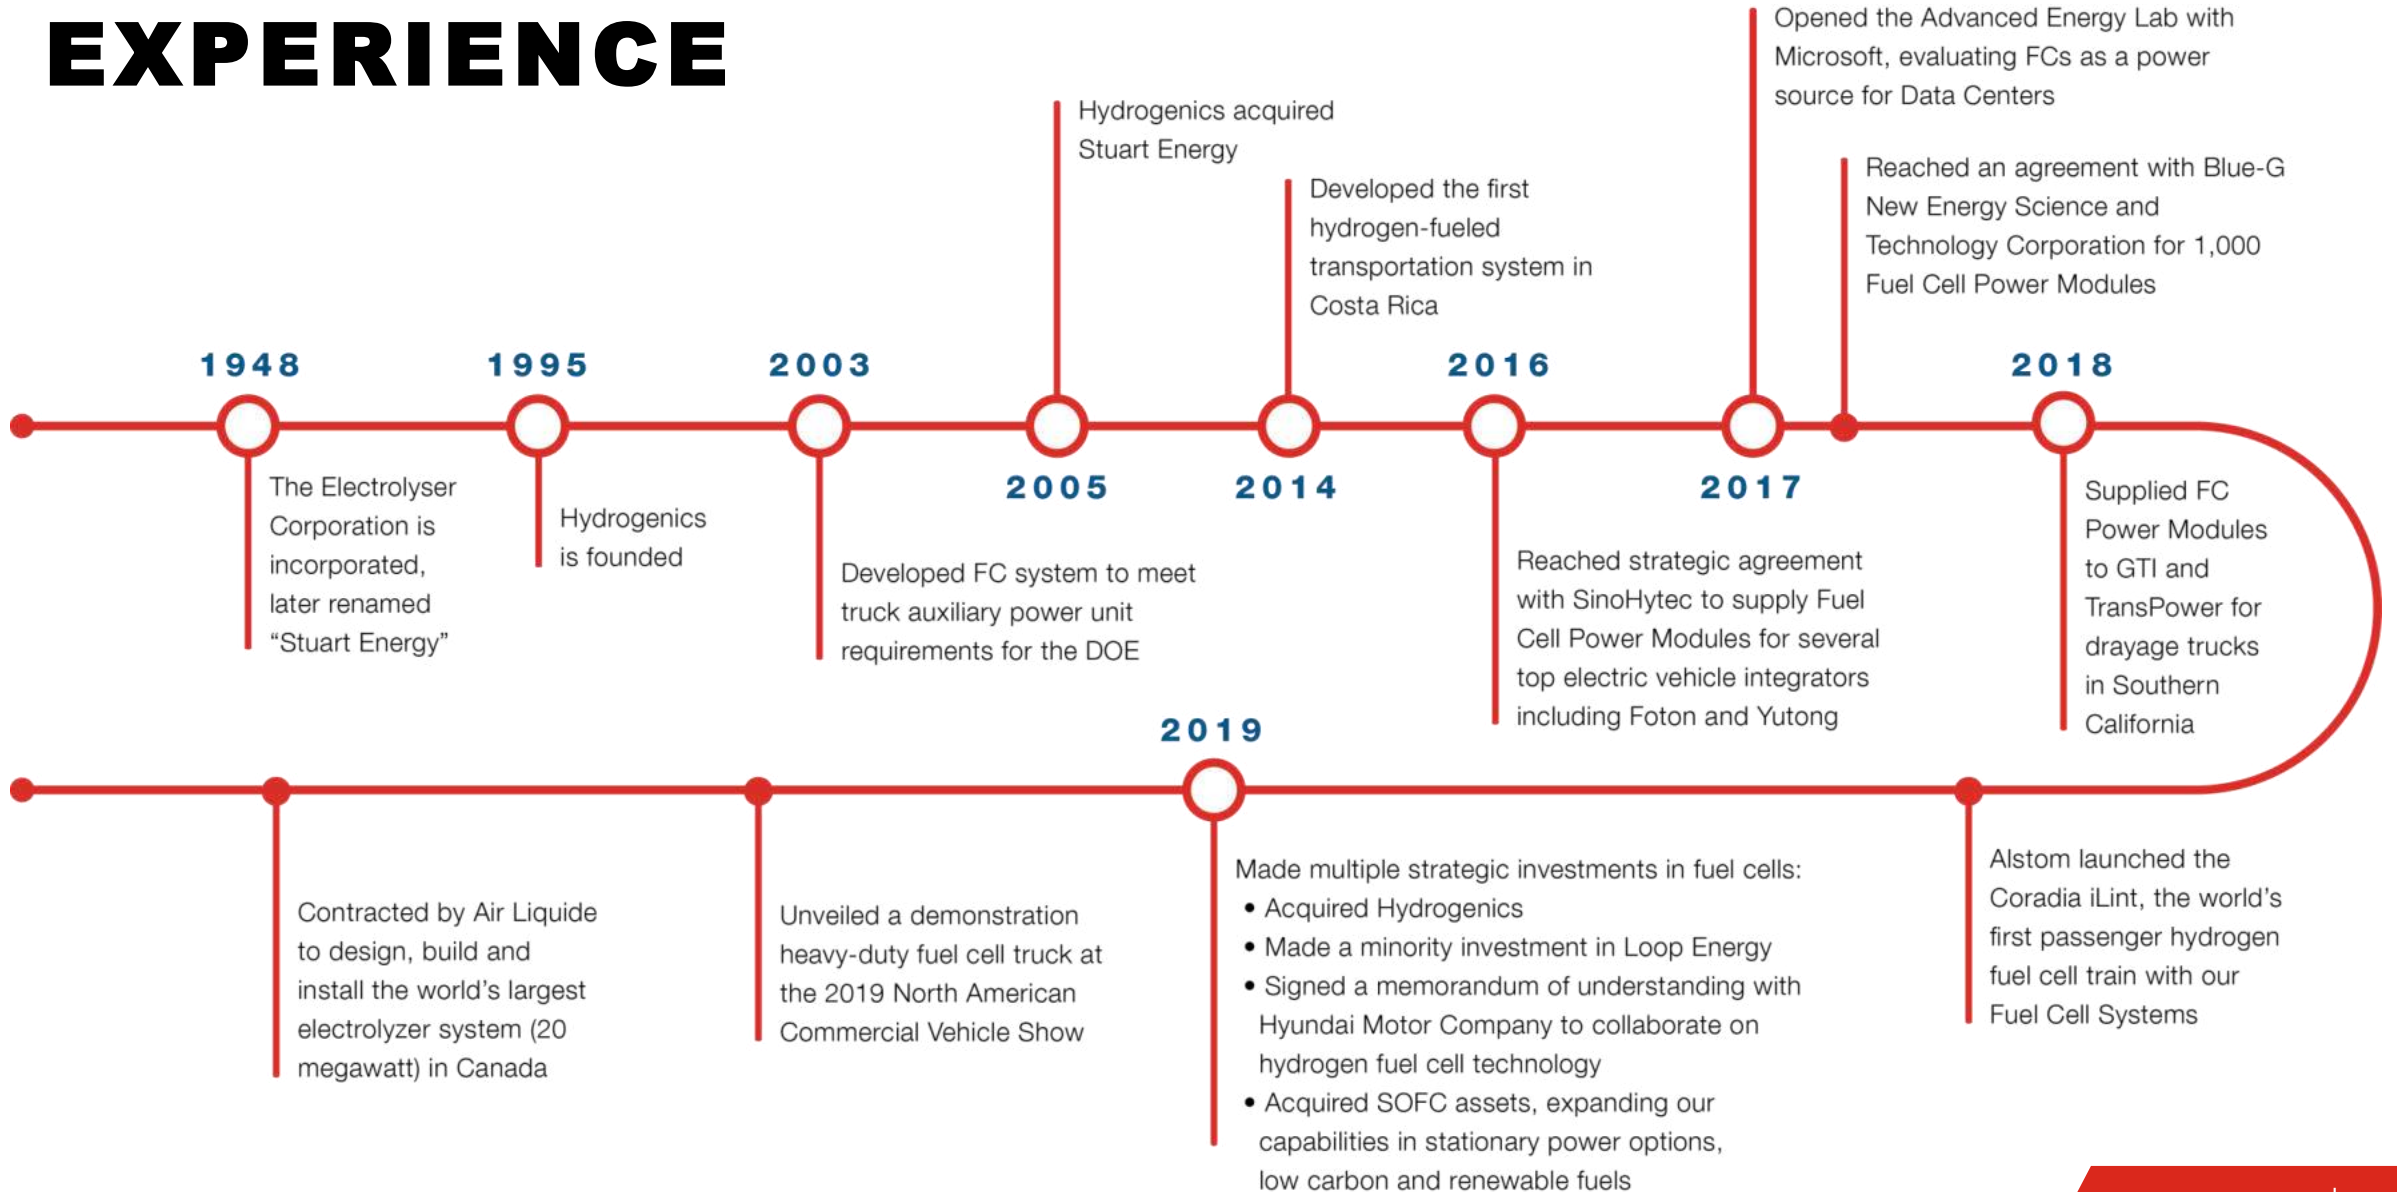 EXPERIENCE
1948
The Electrolyser
Corporation is
incorporated,
later renamed
“Stuart Energy”
1995
Hydrogenics
is founded
2003
Developed FC system to meet
truck auxiliary power unit
requirements for the DOE
Hydrogenics acquired
Stuart Energy
2005
Developed the first
hydrogen-fueled
transportation system in
Costa Rica
2014
2016
Reached strategic agreement
with SinoHytec to supply Fuel
Cell Power Modules for several
top electric vehicle integrators
including Foton and Yutong
Opened the Advanced Energy Lab with
Microsoft, evaluating FCs as a power
source for Data Centers
2017
Reached an agreement with Blue-G
New Energy Science and
Technology Corporation for 1,000
Fuel Cell Power Modules
2018
Supplied FC
Power Modules
to GTI and
TransPower for
drayage trucks
in Southern
California
Alstom launched the
Coradia iLint, the world’s
first passenger hydrogen
fuel cell train with our
Fuel Cell Systems
2019
Made multiple strategic investments in fuel cells:
• Acquired Hydrogenics
• Made a minority investment in Loop Energy
• Signed a memorandum of understanding with
Hyundai Motor Company to collaborate on
hydrogen fuel cell technology
• Acquired SOFC assets, expanding our
capabilities in stationary power options,
low carbon and renewable fuels
Unveiled a demonstration
heavy-duty fuel cell truck at
the 2019 North American
Commercial Vehicle Show
Contracted by Air Liquide
to design, build and
install the world’s largest
electrolyzer system (20
megawatt) in Canada